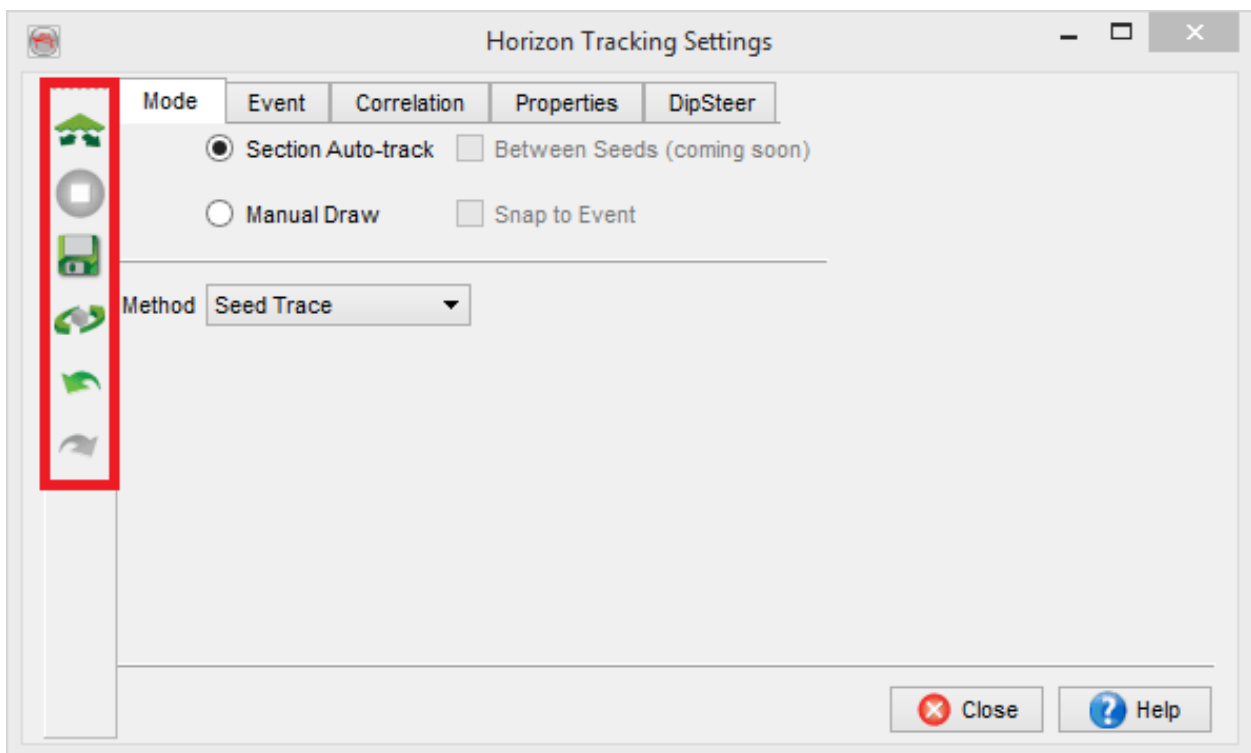 Horizon Tracking Settings
Mode Event Correlation Properties DipSteer
Section Auto-track Between Seeds (coming soon)
Manual Draw Snap to Event
Method Seed Trace
Close Help